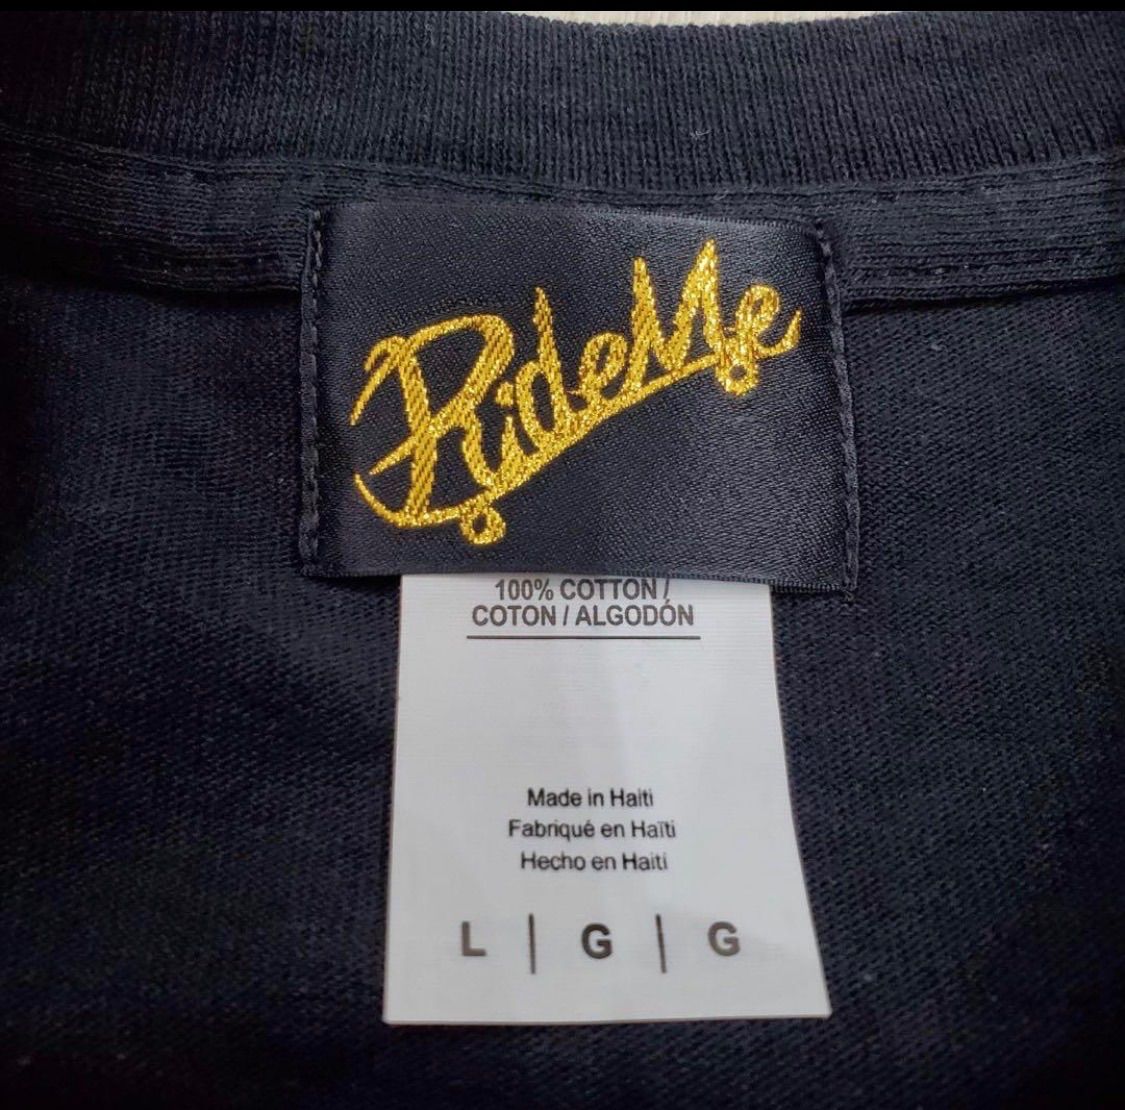 RideMe
100% COTTON /
COTON / ALGODÓN
Made in Haiti
Fabriqué en Haïti
Hecho en Haiti
L | G | G